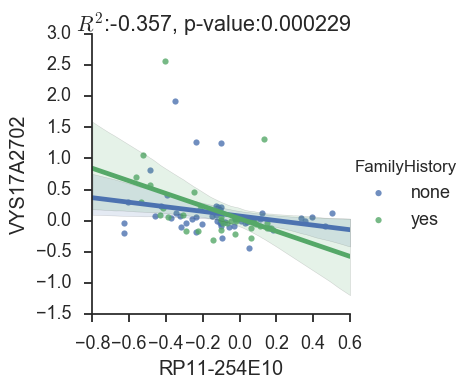 R²:-0.357, p-value:0.000229
3.0
2.5
2.0
1.5
1.0
0.5
0.0
−0.5
−1.0
−1.5
VYS17A2702
FamilyHistory
none
yes
−0.8−0.6−0.4−0.2 0.0 0.2 0.4 0.6
RP11-254E10